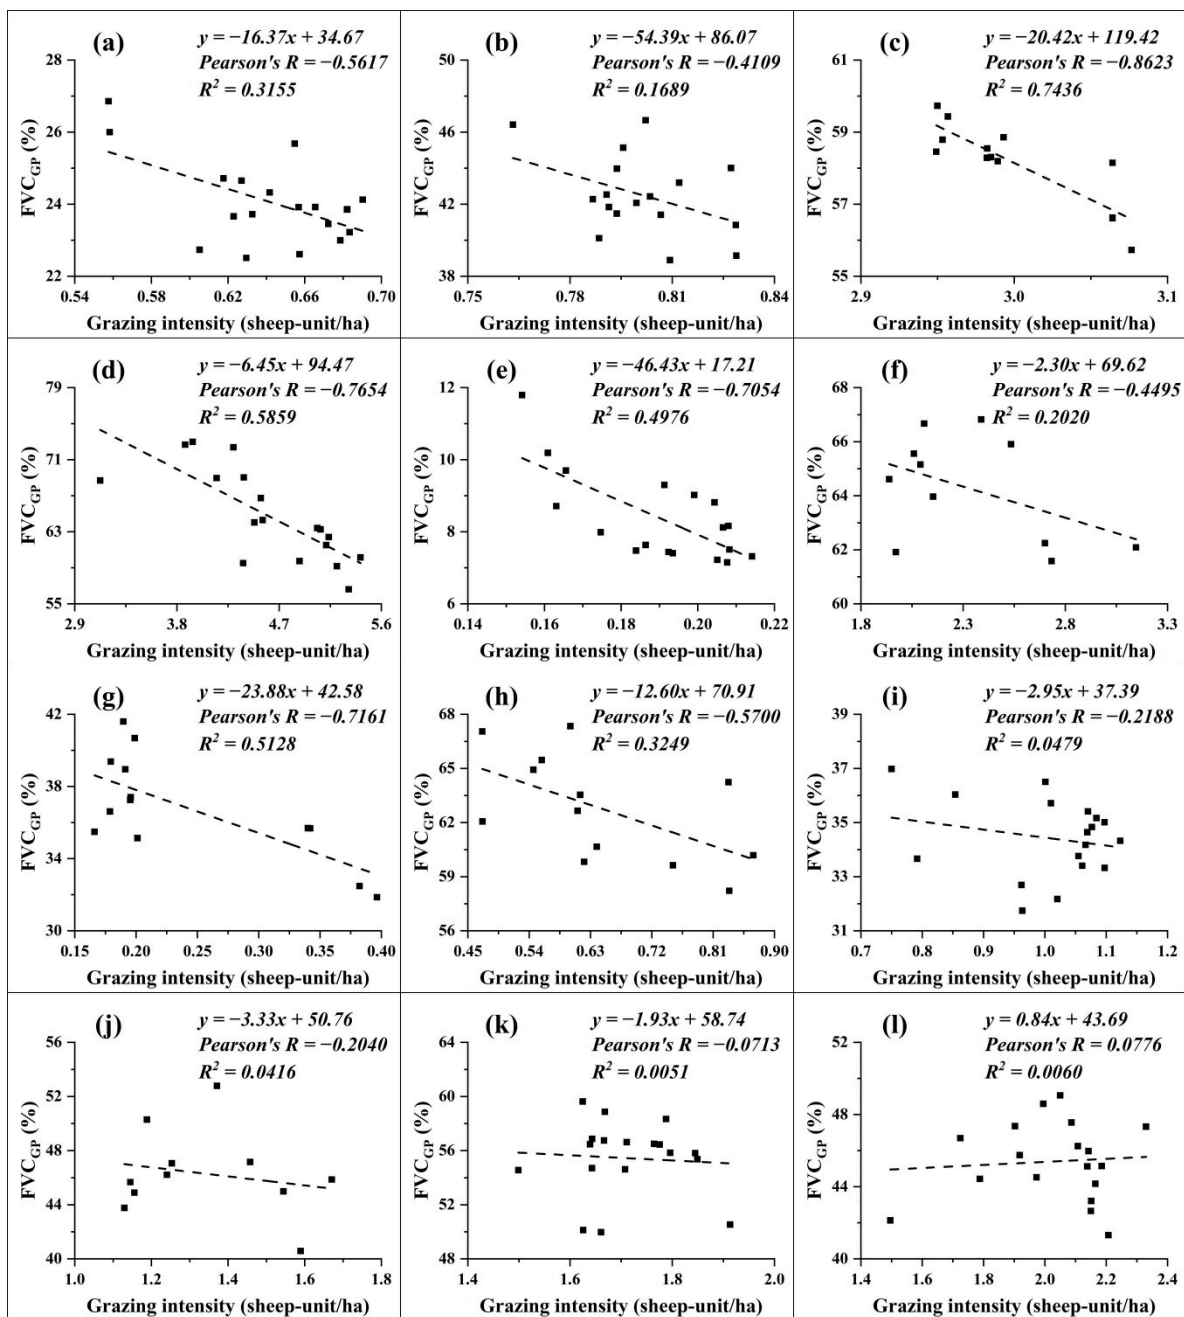 (a)
y = −16.37x + 34.67
Pearson's R = −0.5617
R² = 0.3155
28
26
24
22
FVC_GP (%)
0.54 0.58 0.62 0.66 0.70
Grazing intensity (sheep-unit/ha)
(b)
y = −54.39x + 86.07
Pearson's R = −0.4109
R² = 0.1689
50
46
42
38
FVC_GP (%)
0.75 0.78 0.81 0.84
Grazing intensity (sheep-unit/ha)
(c)
y = −20.42x + 119.42
Pearson's R = −0.8623
R² = 0.7436
61
59
57
55
FVC_GP (%)
2.9 3.0 3.1
Grazing intensity (sheep-unit/ha)
(d)
y = −6.45x + 94.47
Pearson's R = −0.7654
R² = 0.5859
79
71
63
55
FVC_GP (%)
2.9 3.8 4.7 5.6
Grazing intensity (sheep-unit/ha)
(e)
y = −46.43x + 17.21
Pearson's R = −0.7054
R² = 0.4976
12
10
8
6
FVC_GP (%)
0.14 0.16 0.18 0.20 0.22
Grazing intensity (sheep-unit/ha)
(f)
y = −2.30x + 69.62
Pearson's R = −0.4495
R² = 0.2020
68
66
64
62
60
FVC_GP (%)
1.8 2.3 2.8 3.3
Grazing intensity (sheep-unit/ha)
(g)
y = −23.88x + 42.58
Pearson's R = −0.7161
R² = 0.5128
42
38
34
30
FVC_GP (%)
0.15 0.20 0.25 0.30 0.35 0.40
Grazing intensity (sheep-unit/ha)
(h)
y = −12.60x + 70.91
Pearson's R = −0.5700
R² = 0.3249
68
65
62
59
56
FVC_GP (%)
0.45 0.54 0.63 0.72 0.81 0.90
Grazing intensity (sheep-unit/ha)
(i)
y = −2.95x + 37.39
Pearson's R = −0.2188
R² = 0.0479
39
37
35
33
31
FVC_GP (%)
0.7 0.8 0.9 1.0 1.1 1.2
Grazing intensity (sheep-unit/ha)
(j)
y = −3.33x + 50.76
Pearson's R = −0.2040
R² = 0.0416
56
52
48
44
40
FVC_GP (%)
1.0 1.2 1.4 1.6 1.8
Grazing intensity (sheep-unit/ha)
(k)
y = −1.93x + 58.74
Pearson's R = −0.0713
R² = 0.0051
64
60
56
52
48
FVC_GP (%)
1.4 1.6 1.8 2.0
Grazing intensity (sheep-unit/ha)
(l)
y = 0.84x + 43.69
Pearson's R = 0.0776
R² = 0.0060
52
48
44
40
FVC_GP (%)
1.4 1.6 1.8 2.0 2.2 2.4
Grazing intensity (sheep-unit/ha)